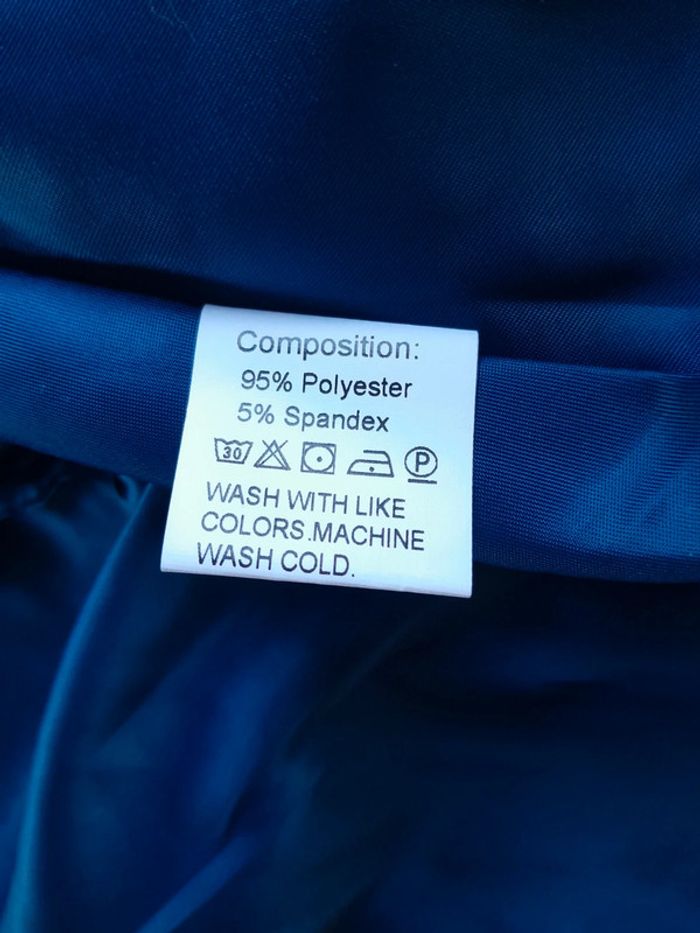 Composition:
95% Polyester
5% Spandex
30 P
WASH WITH LIKE
COLORS.MACHINE
WASH COLD.